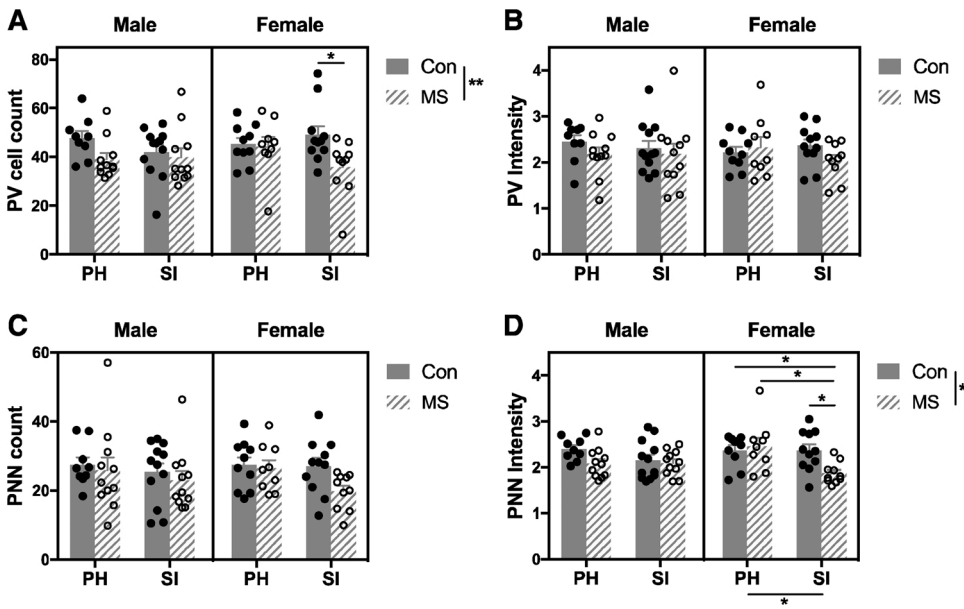 A
Male
Female
PV cell count
80
60
40
20
0
*
PH
SI
PH
SI
Con
MS
**
B
Male
Female
PV Intensity
4
3
2
1
0
PH
SI
PH
SI
Con
MS
C
Male
Female
PNN count
60
40
20
0
PH
SI
PH
SI
Con
MS
D
Male
Female
PNN Intensity
4
3
2
1
0
*
*
*
PH
SI
PH
SI
*
Con
MS
*